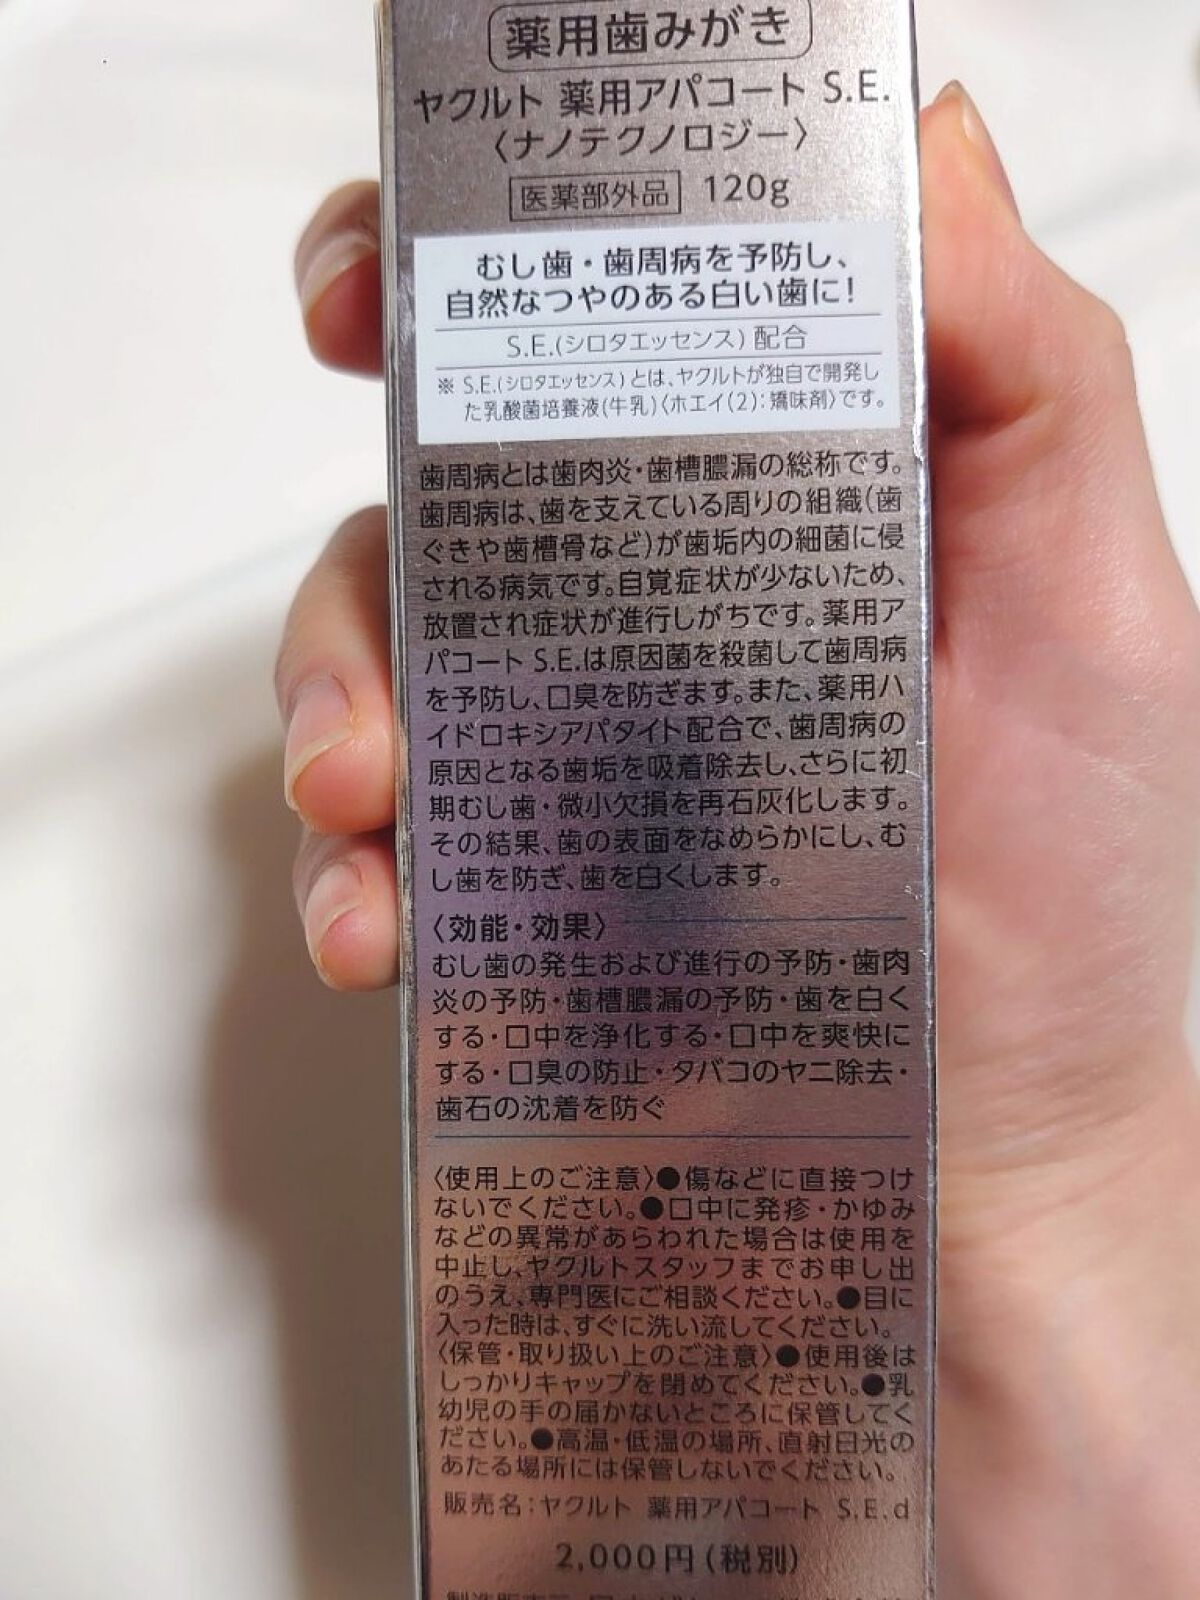 薬用歯みがき
ヤクルト 薬用アパコート S.E.
〈ナノテクノロジー〉
医薬部外品 120g
むし歯・歯周病を予防し、
自然なつやのある白い歯に!
S.E.(シロタエッセンス)配合
※ S.E.(シロタエッセンス)とは、ヤクルトが独自で開発し
た乳酸菌培養液(牛乳)〈ホエイ(2):矯味剤〉です。
歯周病とは歯肉炎・歯槽膿漏の総称です。
歯周病は、歯を支えている周りの組織(歯
ぐきや歯槽骨など)が歯垢内の細菌に侵
される病気です。自覚症状が少ないため、
放置され症状が進行しがちです。薬用ア
パコート S.E.は原因菌を殺菌して歯周病
を予防し、口臭を防ぎます。また、薬用ハ
イドロキシアパタイト配合で、歯周病の
原因となる歯垢を吸着除去し、さらに初
期むし歯・微小欠損を再石灰化します。
その結果、歯の表面をなめらかにし、む
し歯を防ぎ、歯を白くします。
〈効能・効果〉
むし歯の発生および進行の予防・歯肉
炎の予防・歯槽膿漏の予防・歯を白く
する・口中を浄化する・口中を爽快に
する・口臭の防止・タバコのヤニ除去・
歯石の沈着を防ぐ
〈使用上のご注意〉●傷などに直接つけ
ないでください。●口中に発疹・かゆみ
などの異常があらわれた場合は使用を
中止し、ヤクルトスタッフまでお申し出
のうえ、専門医にご相談ください。●目に
入った時は、すぐに洗い流してください。
〈保管・取り扱い上のご注意〉●使用後は
しっかりキャップを閉めてください。●乳
幼児の手の届かないところに保管してく
ださい。●高温・低温の場所、直射日光の
あたる場所には保管しないでください。
販売名:ヤクルト 薬用アパコート S.E.d
2,000円(税別)